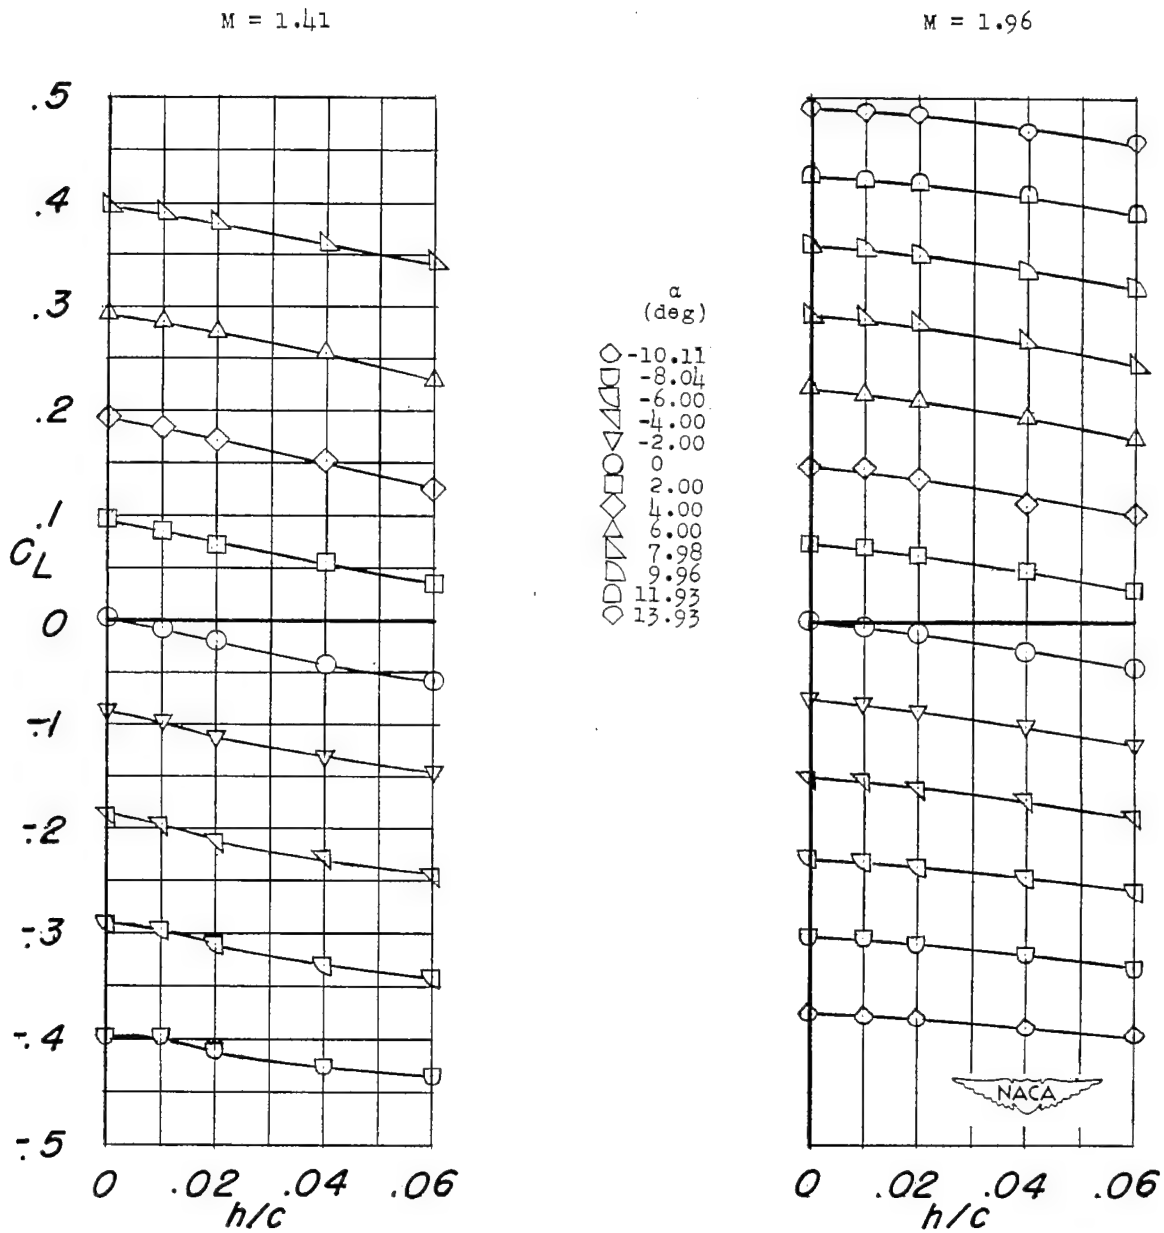 M = 1.41
M = 1.96
.5
.4
.3
.2
.1
C_L
0
-.1
-.2
-.3
-.4
-.5
0 .02 .04 .06
h/c
α
(deg)
-10.11
-8.04
-6.00
-4.00
-2.00
0
2.00
4.00
6.00
7.98
9.96
11.93
13.93
NACA
0 .02 .04 .06
h/c